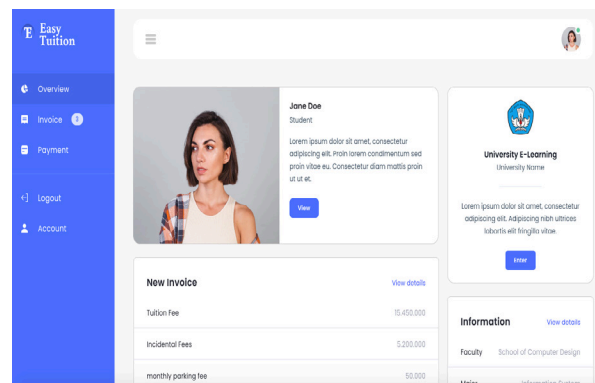 Easy
Tuition
Overview
Invoice 3
Payment
Logout
Account
Jane Doe
Student
Lorem ipsum dolor sit amet, consectetur
adipiscing elit. Proin lorem condimentum sed
proin vitae eu. Consectetur diam mattis proin
ut ut et.
View
University E-Learning
University Name
Lorem ipsum dolor sit amet, consectetur
adipiscing elit. Adipiscing nibh ultrices
lobortis elit fringilla vitae.
Enter
New Invoice View details
Tuition Fee 15.450.000
Incidental Fees 5.200.000
monthly parking fee 50.000
Information View details
Faculty School of Computer Design
Major Information System